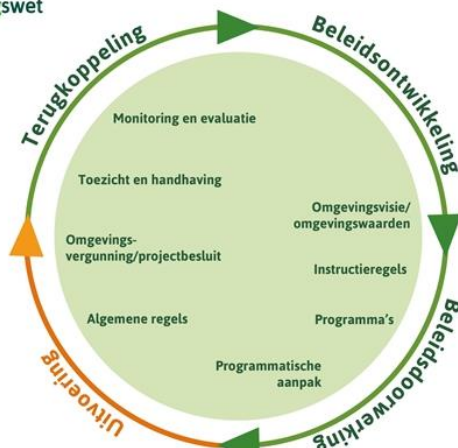 gswet
Terugkoppeling
Beleidsontwikkeling
Monitoring en evaluatie
Toezicht en handhaving
Omgevingsvisie/
omgevingswaarden
Omgevings-
vergunning/projectbesluit
Instructieregels
Algemene regels
Programma's
Programmatische
aanpak
Uitvoering
Beleidsdoorwerking